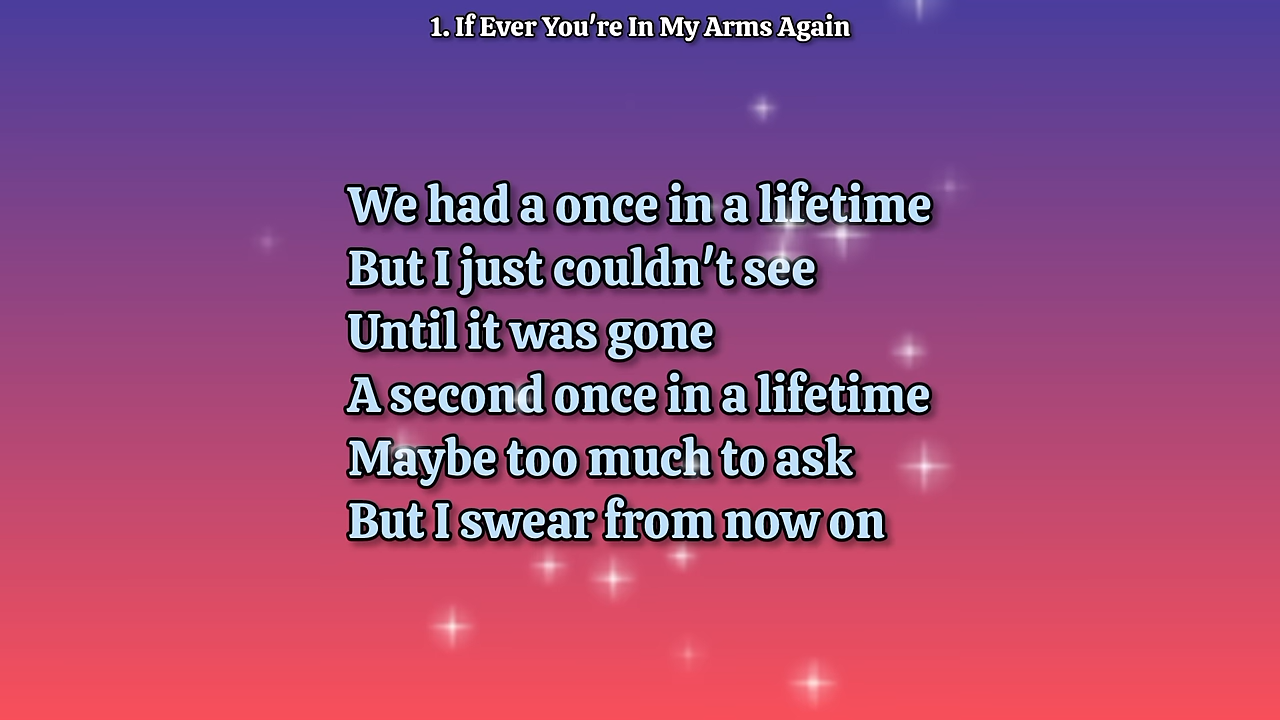 1. If Ever You're In My Arms Again
We had a once in a lifetime
But I just couldn't see
Until it was gone
A second once in a lifetime
Maybe too much to ask
But I swear from now on